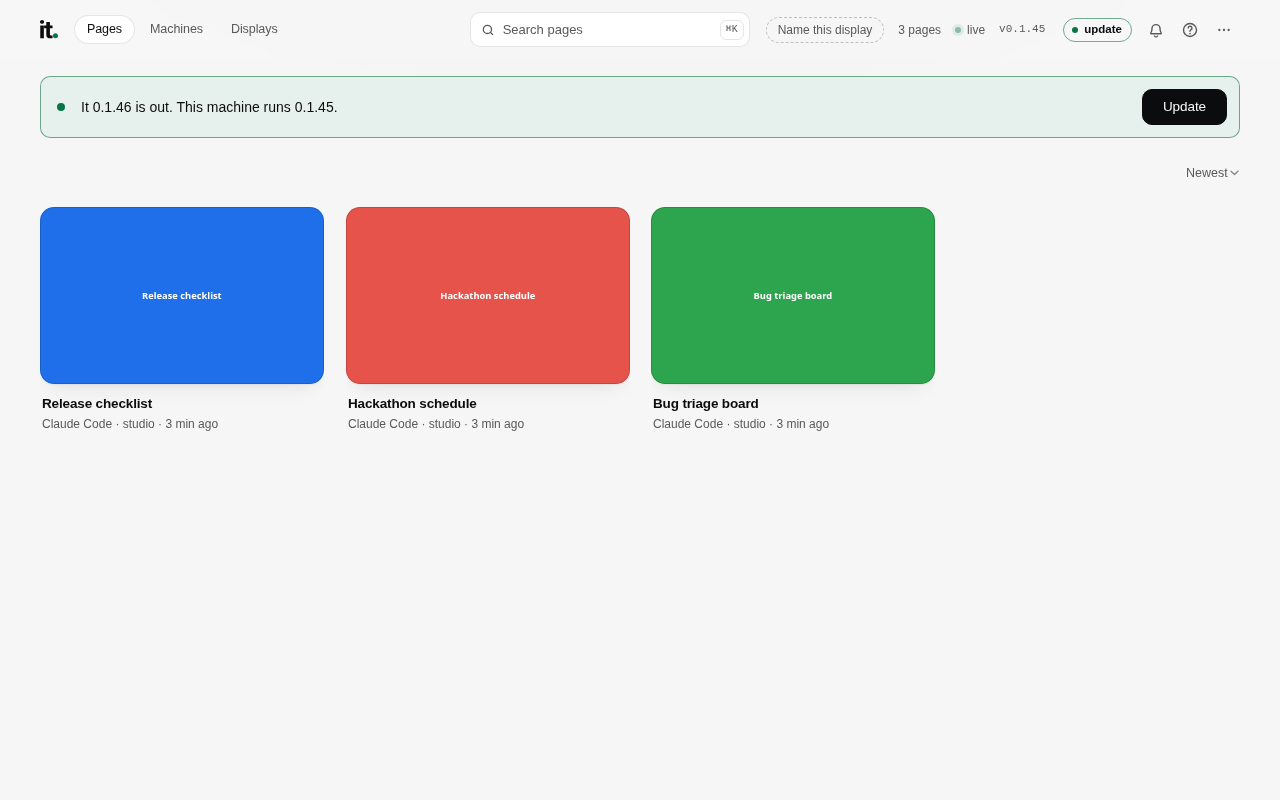 it.
Pages
Machines
Displays
Search pages
⌘K
Name this display
3 pages
live
v0.1.45
update
It 0.1.46 is out. This machine runs 0.1.45.
Update
Newest
Release checklist
Hackathon schedule
Bug triage board
Release checklist
Claude Code · studio · 3 min ago
Hackathon schedule
Claude Code · studio · 3 min ago
Bug triage board
Claude Code · studio · 3 min ago